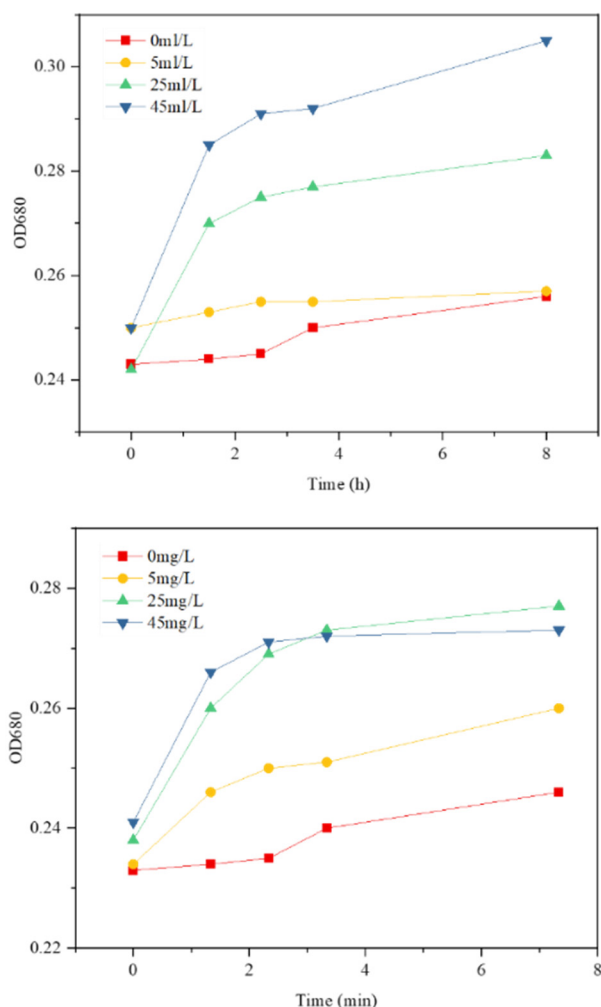 0ml/L
5ml/L
25ml/L
45ml/L
0.30
0.28
0.26
0.24
OD680
0 2 4 6 8
Time (h)
0mg/L
5mg/L
25mg/L
45mg/L
0.28
0.26
0.24
0.22
OD680
0 2 4 6 8
Time (min)